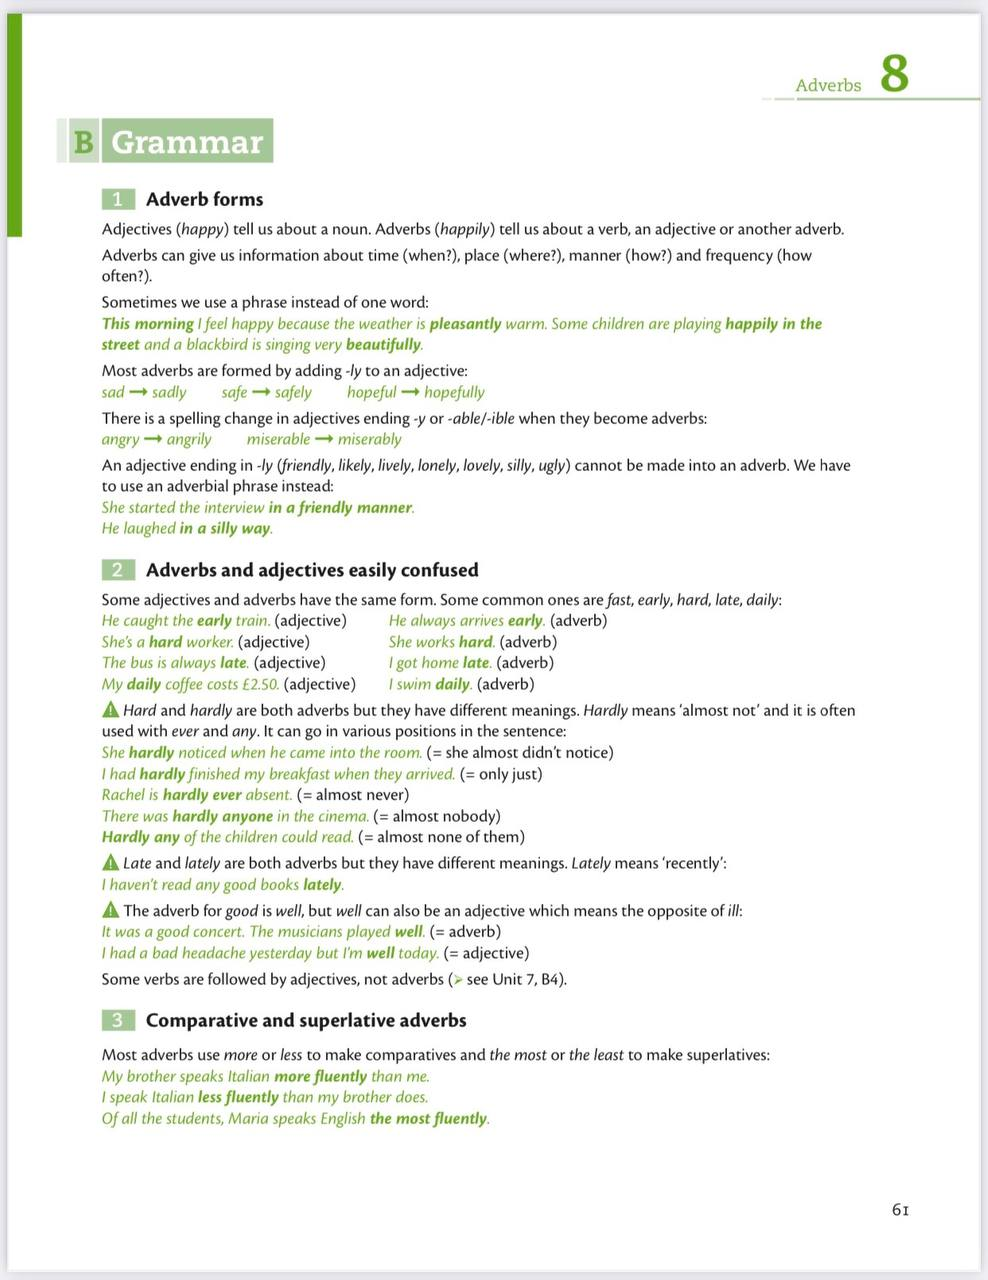 Adverbs 8
B Grammar
1 Adverb forms
Adjectives (happy) tell us about a noun. Adverbs (happily) tell us about a verb, an adjective or another adverb.
Adverbs can give us information about time (when?), place (where?), manner (how?) and frequency (how
often?).
Sometimes we use a phrase instead of one word:
This morning I feel happy because the weather is pleasantly warm. Some children are playing happily in the
street and a blackbird is singing very beautifully.
Most adverbs are formed by adding -ly to an adjective:
sad → sadly safe → safely hopeful → hopefully
There is a spelling change in adjectives ending -y or -able/-ible when they become adverbs:
angry → angrily miserable → miserably
An adjective ending in -ly (friendly, likely, lively, lonely, lovely, silly, ugly) cannot be made into an adverb. We have
to use an adverbial phrase instead:
She started the interview in a friendly manner.
He laughed in a silly way.
2 Adverbs and adjectives easily confused
Some adjectives and adverbs have the same form. Some common ones are fast, early, hard, late, daily:
He caught the early train. (adjective) He always arrives early. (adverb)
She's a hard worker. (adjective) She works hard. (adverb)
The bus is always late. (adjective) I got home late. (adverb)
My daily coffee costs £2.50. (adjective) I swim daily. (adverb)
⚠ Hard and hardly are both adverbs but they have different meanings. Hardly means 'almost not' and it is often
used with ever and any. It can go in various positions in the sentence:
She hardly noticed when he came into the room. (= she almost didn't notice)
I had hardly finished my breakfast when they arrived. (= only just)
Rachel is hardly ever absent. (= almost never)
There was hardly anyone in the cinema. (= almost nobody)
Hardly any of the children could read. (= almost none of them)
⚠ Late and lately are both adverbs but they have different meanings. Lately means 'recently':
I haven't read any good books lately.
⚠ The adverb for good is well, but well can also be an adjective which means the opposite of ill:
It was a good concert. The musicians played well. (= adverb)
I had a bad headache yesterday but I'm well today. (= adjective)
Some verbs are followed by adjectives, not adverbs (➢ see Unit 7, B4).
3 Comparative and superlative adverbs
Most adverbs use more or less to make comparatives and the most or the least to make superlatives:
My brother speaks Italian more fluently than me.
I speak Italian less fluently than my brother does.
Of all the students, Maria speaks English the most fluently.
61